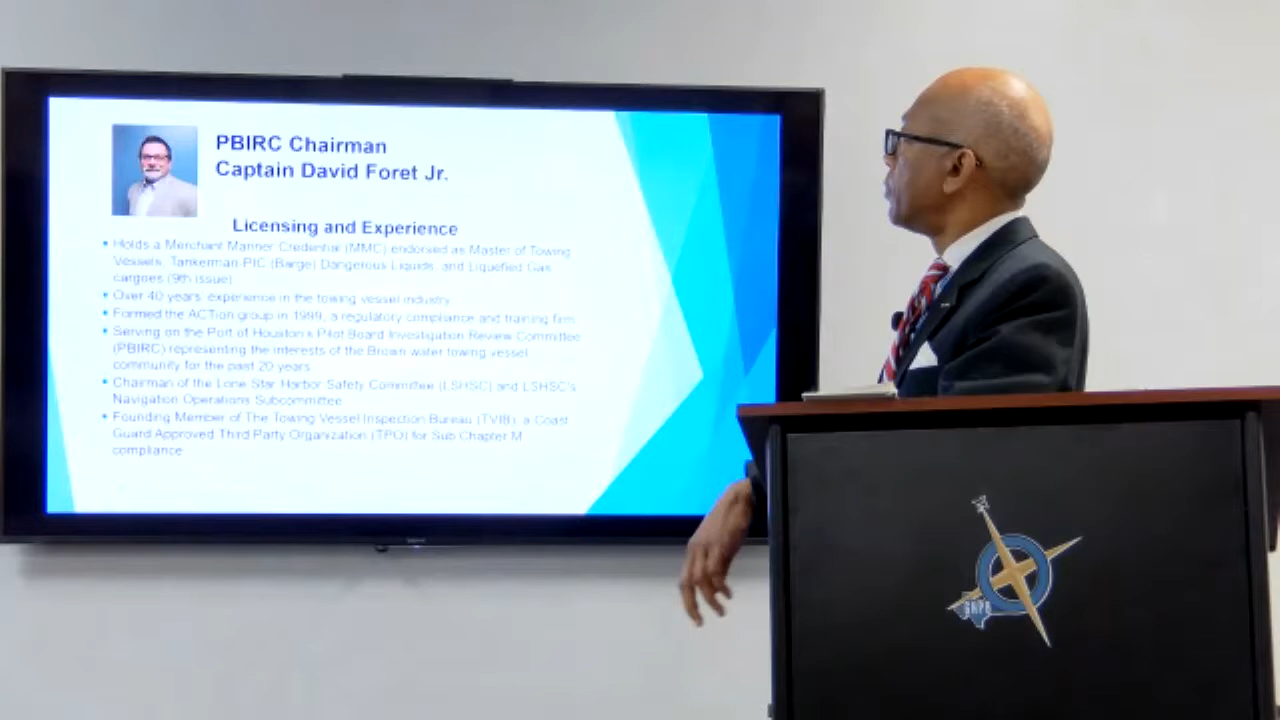 PBIRC Chairman
Captain David Foret Jr.
Licensing and Experience
Holds a Merchant Mariner Credential (MMC) endorsed as Master of Towing
Vessels, Tankerman-PIC (Barge) Dangerous Liquids, and Liquefied Gas
cargoes (9th issue)
Over 40 years' experience in the towing vessel industry
Formed the ACTion group in 1999, a regulatory compliance and training firm
Serving on the Port of Houston's Pilot Board Investigation Review Committee
(PBIRC) representing the interests of the Brown water towing vessel
community for the past 20 years
Chairman of the Lone Star Harbor Safety Committee (LSHSC) and LSHSC's
Navigation Operations Subcommittee
Founding Member of The Towing Vessel Inspection Bureau (TVIB), a Coast
Guard Approved Third Party Organization (TPO) for Sub Chapter M
compliance